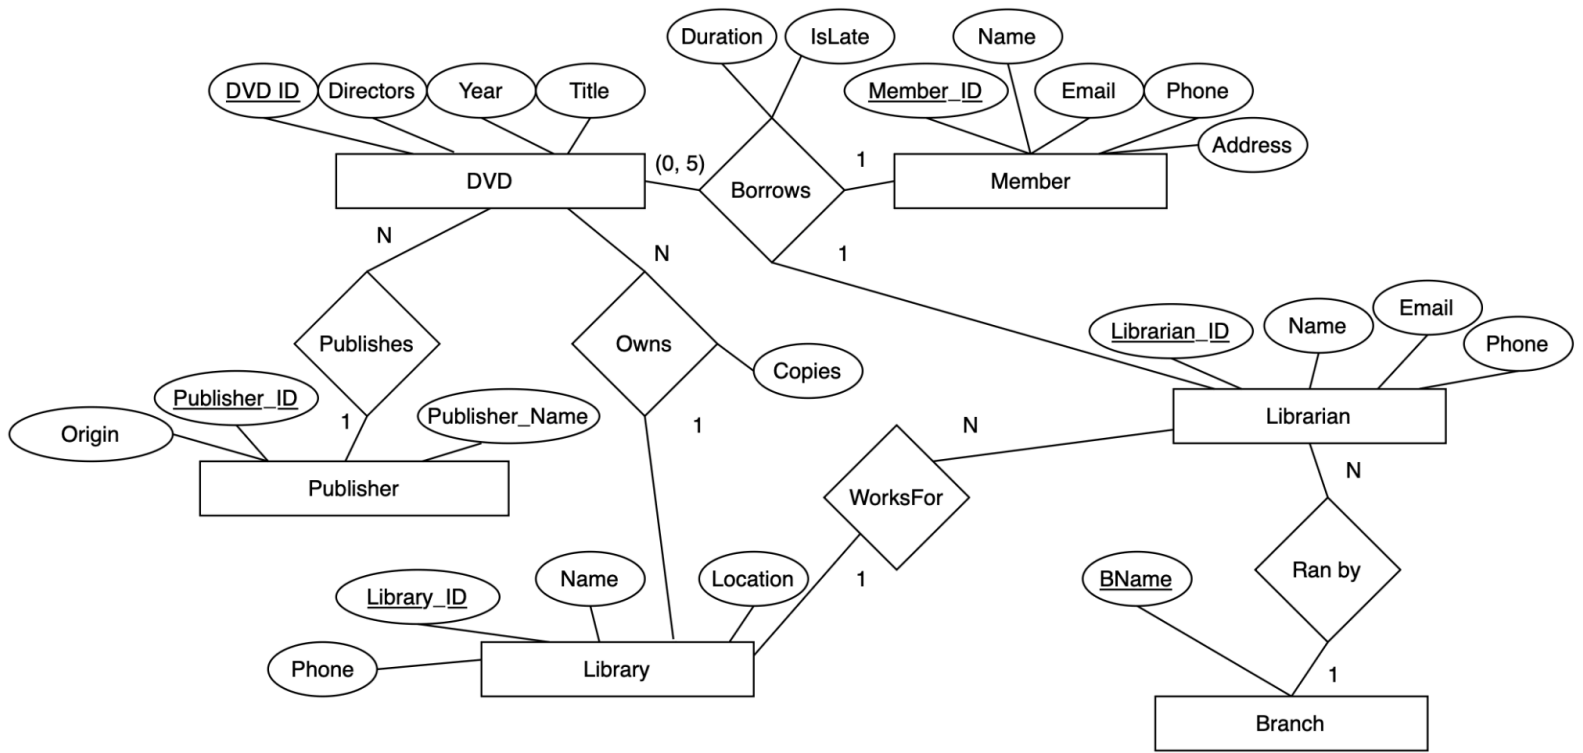 Duration
IsLate
Name
DVD ID
Directors
Year
Title
Member_ID
Email
Phone
Address
(0, 5)
1
DVD
Borrows
Member
N
N
1
Publishes
Owns
Copies
Librarian_ID
Name
Email
Phone
Publisher_ID
Origin
1
Publisher_Name
1
N
Librarian
Publisher
WorksFor
N
Library_ID
Name
Location
1
BName
Ran by
Phone
Library
1
Branch